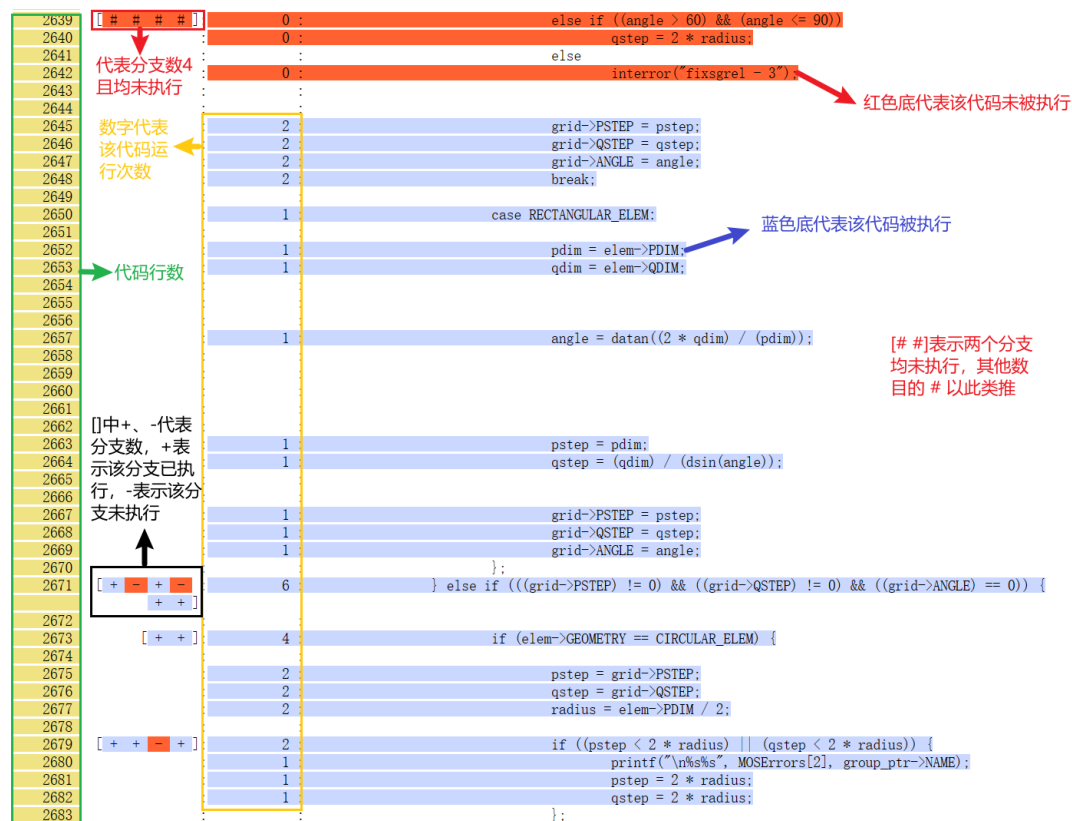 2639 [ # # # # ] 0 : else if ((angle > 60) && (angle <= 90))
2640 : 0 : qstep = 2 * radius;
2641 : : else
2642 : 0 : interror("fixsgrel - 3");
2643 : :
2644 : :
2645 : 2 : grid->PSTEP = pstep;
2646 : 2 : grid->QSTEP = qstep;
2647 : 2 : grid->ANGLE = angle;
2648 : 2 : break;
2649 : :
2650 : 1 : case RECTANGULAR_ELEM:
2651 : :
2652 : 1 : pdim = elem->PDIM;
2653 : 1 : qdim = elem->QDIM;
2654 : :
2655 : :
2656 : :
2657 : 1 : angle = datan((2 * qdim) / (pdim));
2658 : :
2659 : :
2660 : :
2661 : :
2662 : :
2663 : 1 : pstep = pdim;
2664 : 1 : qstep = (qdim) / (dsin(angle));
2665 : :
2666 : :
2667 : 1 : grid->PSTEP = pstep;
2668 : 1 : grid->QSTEP = qstep;
2669 : 1 : grid->ANGLE = angle;
2670 : : };
2671 [ + - + - 6 : } else if (((grid->PSTEP) != 0) && ((grid->QSTEP) != 0) && ((grid->ANGLE) == 0)) {
+ + ]
2672 : :
2673 [ + + ] 4 : if (elem->GEOMETRY == CIRCULAR_ELEM) {
2674 : :
2675 : 2 : pstep = grid->PSTEP;
2676 : 2 : qstep = grid->QSTEP;
2677 : 2 : radius = elem->PDIM / 2;
2678 : :
2679 [ + + - + ] 2 : if ((pstep < 2 * radius) || (qstep < 2 * radius)) {
2680 : 1 : printf("\n%s%s", MOSErrors[2], group_ptr->NAME);
2681 : 1 : pstep = 2 * radius;
2682 : 1 : qstep = 2 * radius;
2683 : : };
代表分支数4
且均未执行
红色底代表该代码未被执行
数字代表
该代码运
行次数
蓝色底代表该代码被执行
代码行数
[# #]表示两个分支
均未执行，其他数
目的 # 以此类推
[]中+、-代表
分支数，+表
示该分支已执
行，-表示该分
支未执行